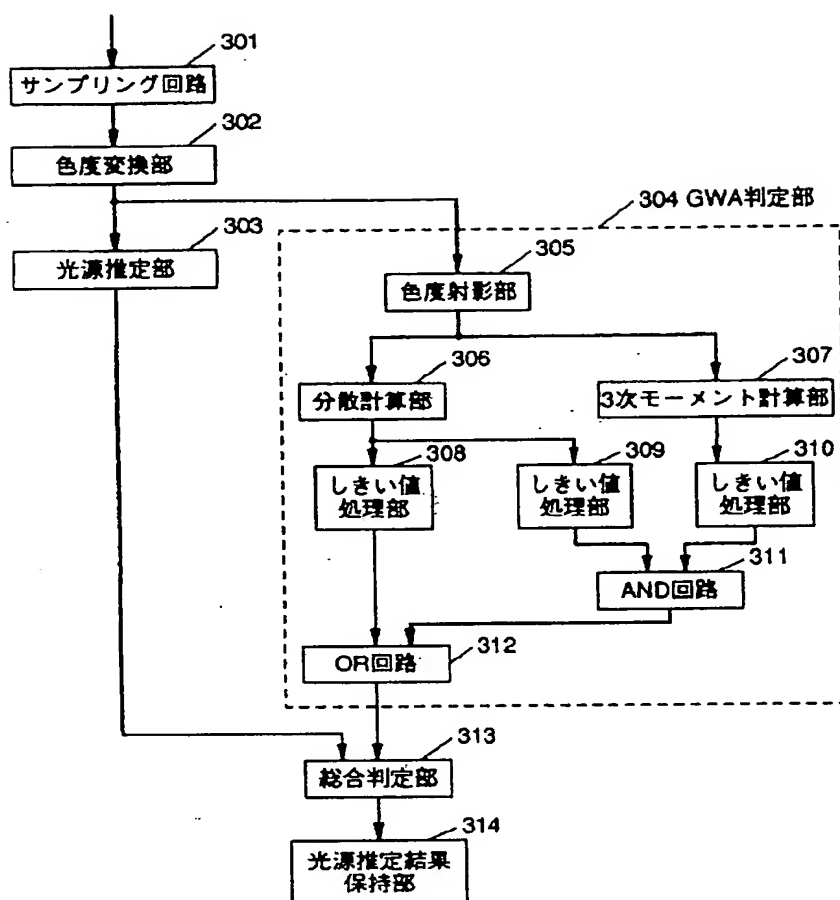 301
サンプリング回路
302
色度変換部
303
光源推定部
304 GWA判定部
305
色度射影部
306
分散計算部
307
3次モーメント計算部
308
しきい値
処理部
309
しきい値
処理部
310
しきい値
処理部
311
AND回路
312
OR回路
313
総合判定部
314
光源推定結果
保持部